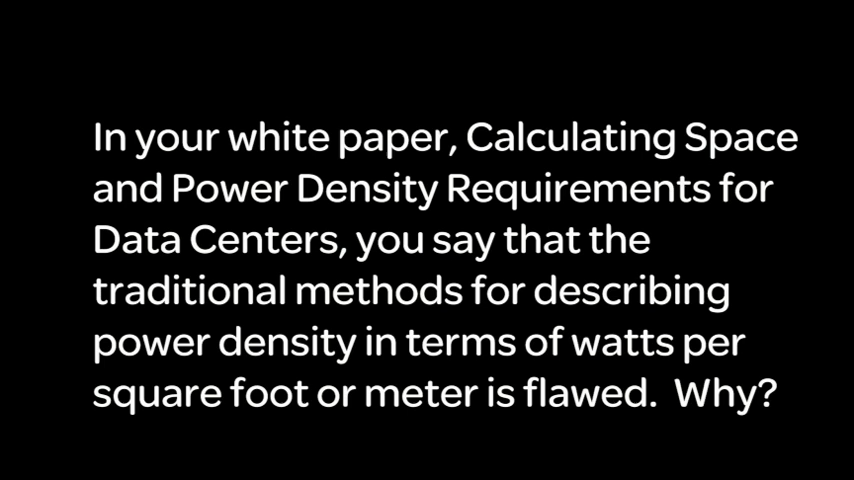 In your white paper, Calculating Space
and Power Density Requirements for
Data Centers, you say that the
traditional methods for describing
power density in terms of watts per
square foot or meter is flawed.  Why?